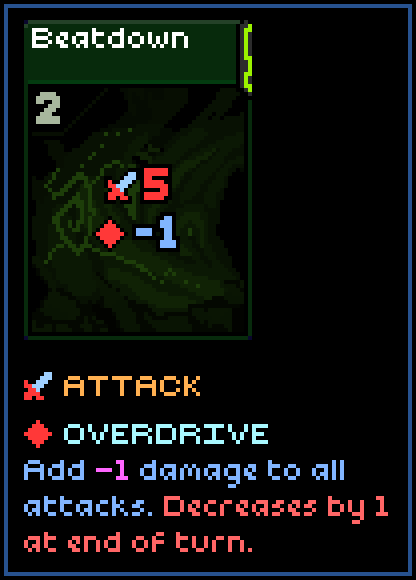 Beatdown
2
5
-1
ATTACK
OVERDRIVE
Add -1 damage to all
attacks. Decreases by 1
at end of turn.